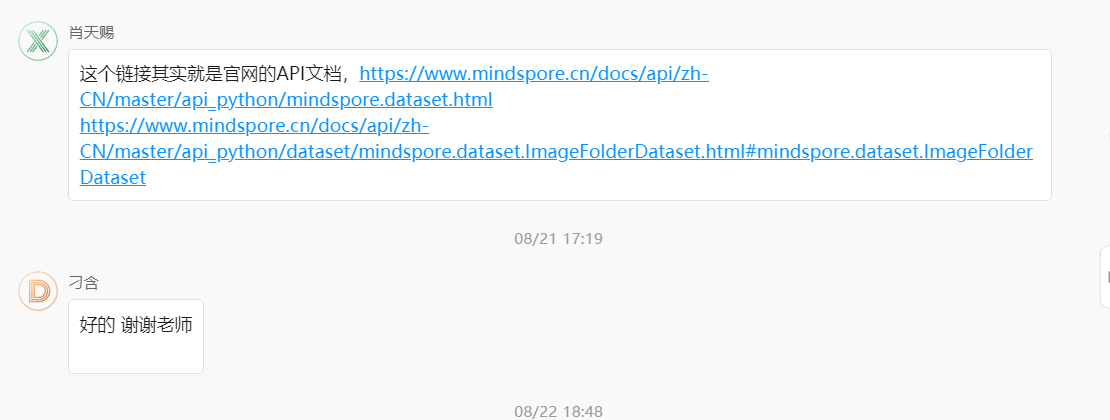 肖天赐
这个链接其实就是官网的API文档，https://www.mindspore.cn/docs/api/zh-
CN/master/api_python/mindspore.dataset.html
https://www.mindspore.cn/docs/api/zh-
CN/master/api_python/dataset/mindspore.dataset.ImageFolderDataset.html#mindspore.dataset.ImageFolder
Dataset
08/21 17:19
刁含
好的 谢谢老师
08/22 18:48